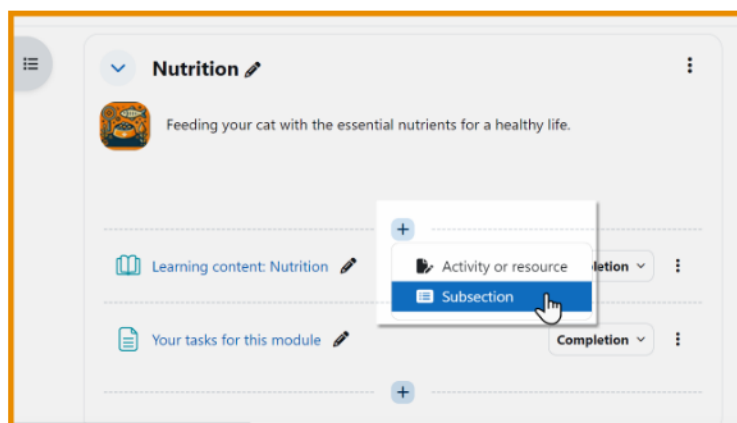 Nutrition
Feeding your cat with the essential nutrients for a healthy life.
Activity or resource
Learning content: Nutrition
Subsection
Your tasks for this module
Completion